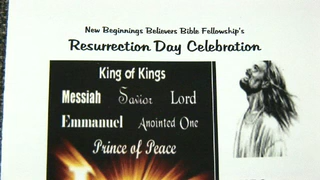 New Beginnings Believers Bible Fellowship's
Resurrection Day Celebration
King of Kings
Messiah Savior Lord
Emmanuel Anointed One
Prince of Peace